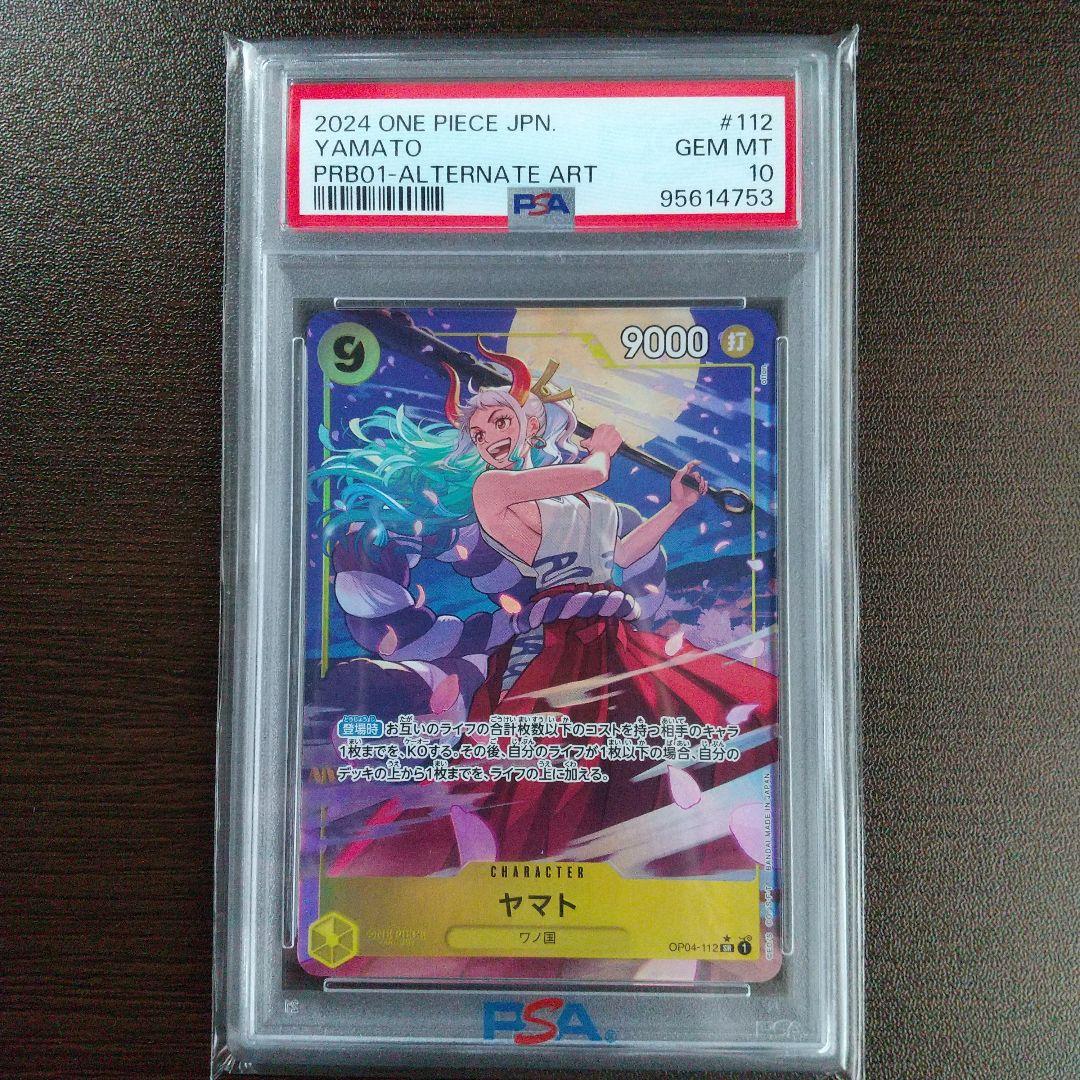 2024 ONE PIECE JPN. #112
YAMATO GEM MT
PRB01-ALTERNATE ART 10
PSA 95614753
9 9000 打
登場時 お互いのライフの合計枚数以下のコストを持つ相手のキャラ
1枚までを、KOする。その後、自分のライフが1枚以下の場合、自分の
デッキの上から1枚までを、ライフの上に加える。
CHARACTER
ヤマト
ワノ国
OP04-112 SR 1
BANDAI MADE IN JAPAN
PSA